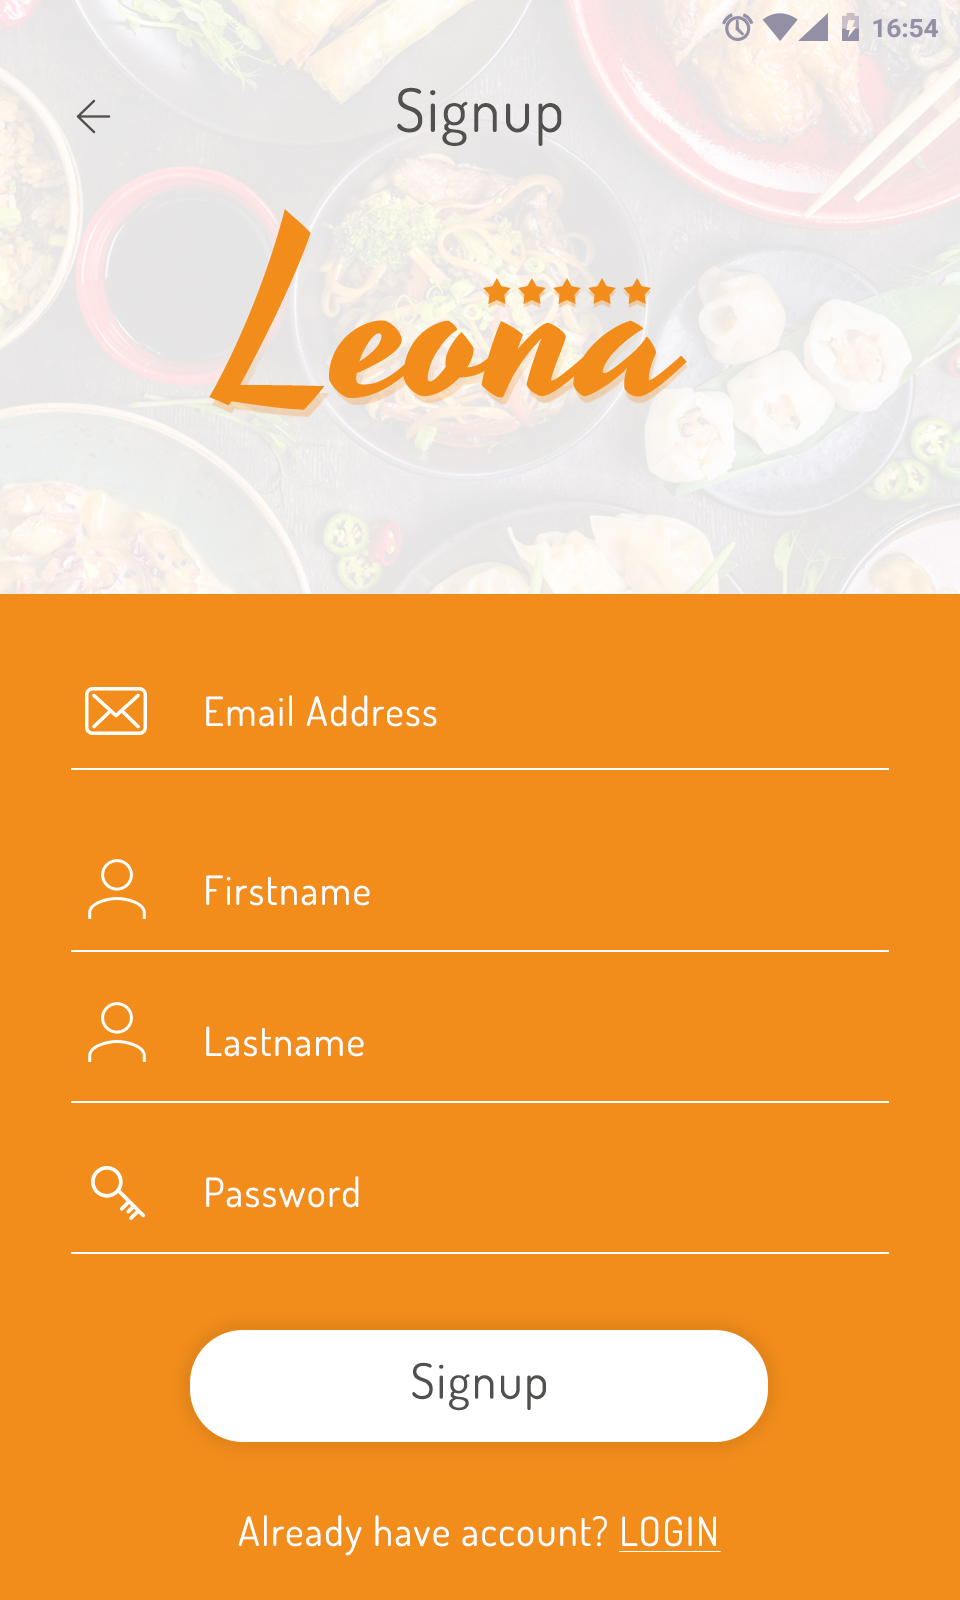 16:54
Signup
Leona
Email Address
Firstname
Lastname
Password
Signup
Already have account? LOGIN